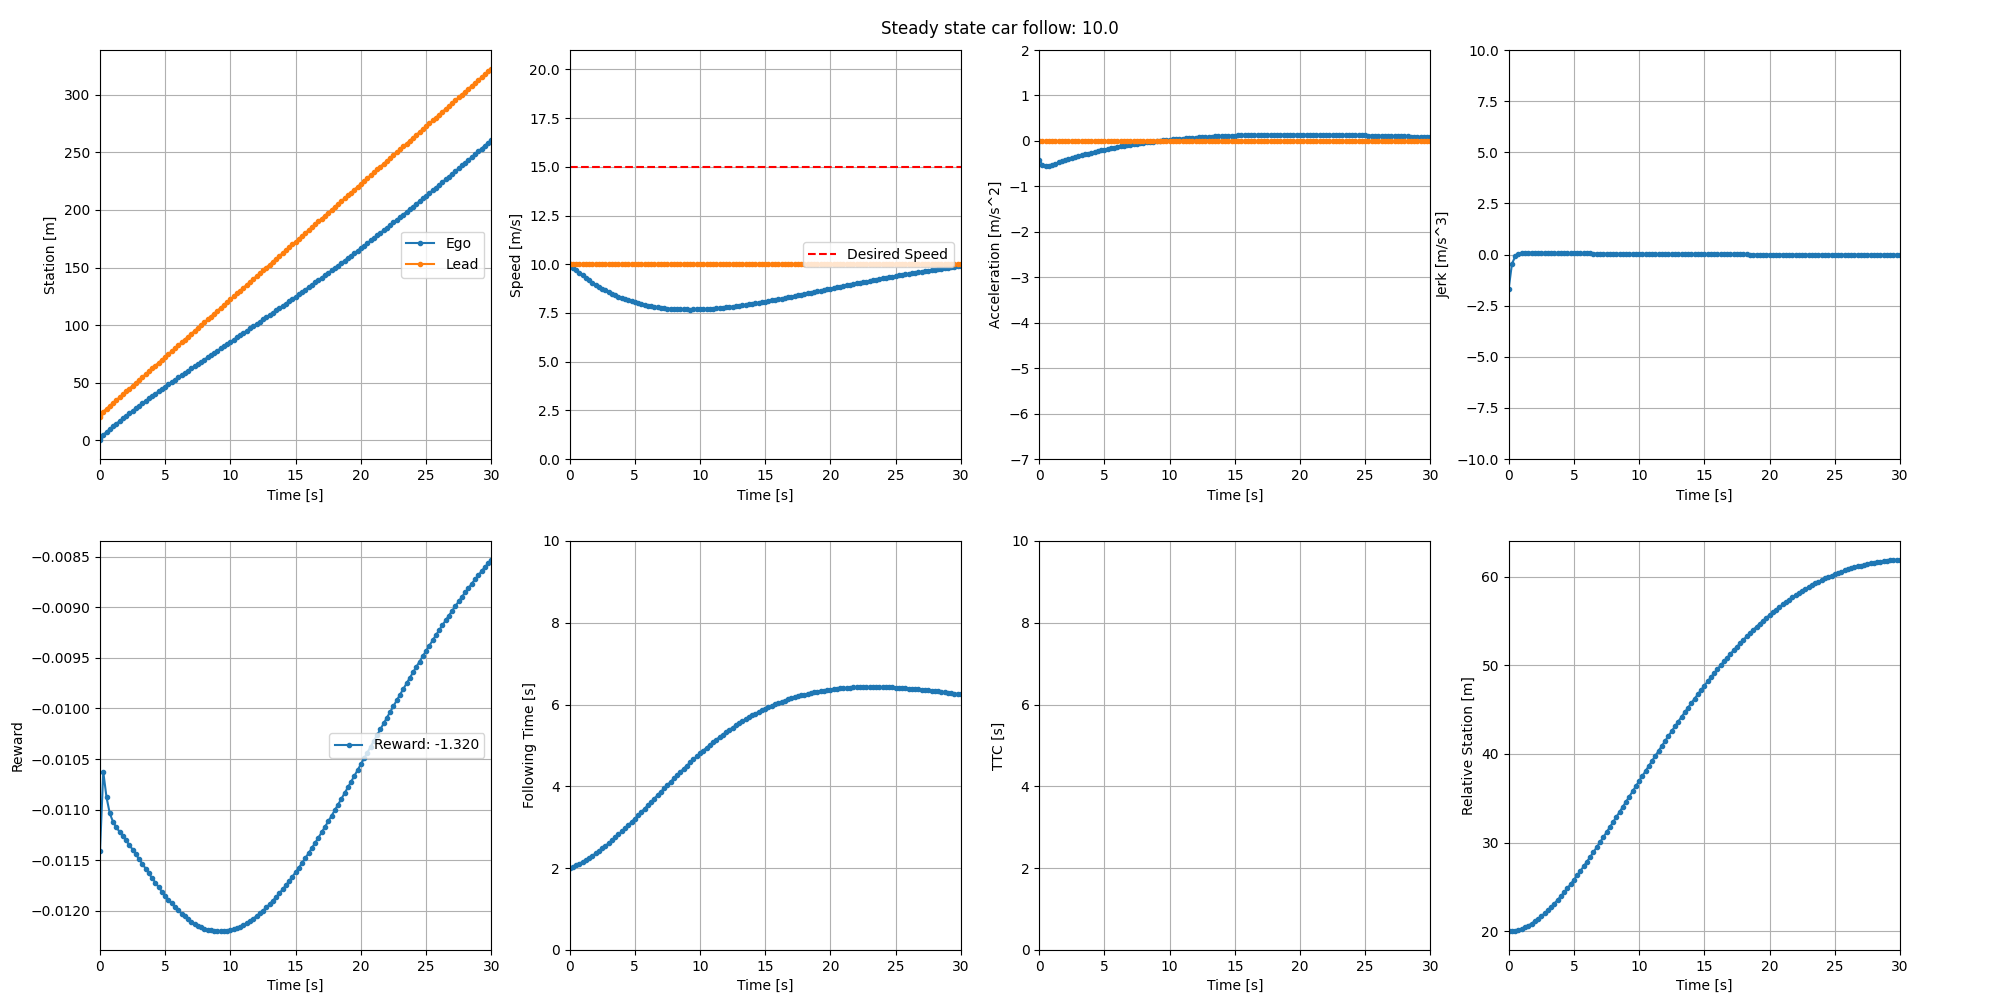 Steady state car follow: 10.0
Station [m]
300
250
200
150
100
50
0
Ego
Lead
0 5 10 15 20 25 30
Time [s]
Speed [m/s]
20.0
17.5
15.0
12.5
10.0
7.5
5.0
2.5
0.0
Desired Speed
0 5 10 15 20 25 30
Time [s]
Acceleration [m/s^2]
2
1
0
−1
−2
−3
−4
−5
−6
−7
0 5 10 15 20 25 30
Time [s]
Jerk [m/s^3]
10.0
7.5
5.0
2.5
0.0
−2.5
−5.0
−7.5
−10.0
0 5 10 15 20 25 30
Time [s]
Reward
−0.0085
−0.0090
−0.0095
−0.0100
−0.0105
−0.0110
−0.0115
−0.0120
Reward: -1.320
0 5 10 15 20 25 30
Time [s]
Following Time [s]
10
8
6
4
2
0
0 5 10 15 20 25 30
Time [s]
TTC [s]
10
8
6
4
2
0
0 5 10 15 20 25 30
Time [s]
Relative Station [m]
60
50
40
30
20
0 5 10 15 20 25 30
Time [s]